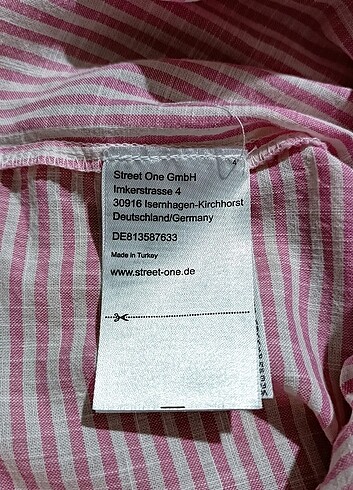 Street One GmbH
Imkerstrasse 4
30916 Isernhagen-Kirchhorst
Deutschland/Germany
DE813587633
Made in Turkey
www.street-one.de